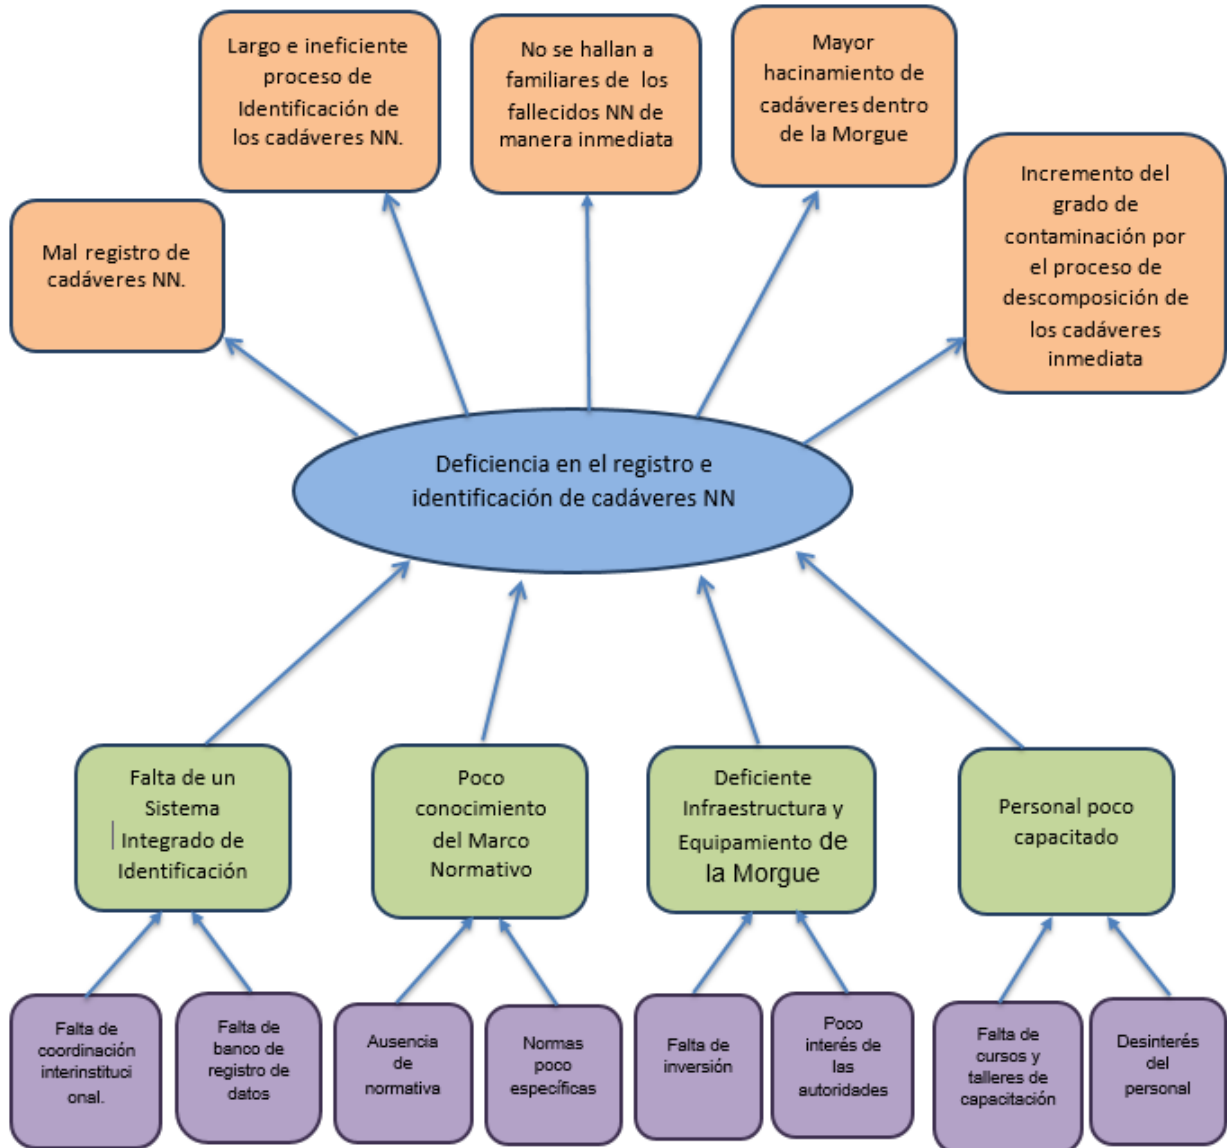 Largo e ineficiente
proceso de
Identificación de
los cadáveres NN.
No se hallan a
familiares de los
fallecidos NN de
manera inmediata
Mayor
hacinamiento de
cadáveres dentro
de la Morgue
Incremento del
grado de
contaminación por
el proceso de
descomposición de
los cadáveres
inmediata
Mal registro de
cadáveres NN.
Deficiencia en el registro e
identificación de cadáveres NN
Falta de un
Sistema
Integrado de
Identificación
Poco
conocimiento
del Marco
Normativo
Deficiente
Infraestructura y
Equipamiento de
la Morgue
Personal poco
capacitado
Falta de
coordinación
interinstituci
onal.
Falta de
banco de
registro de
datos
Ausencia
de
normativa
Normas
poco
específicas
Falta de
inversión
Poco
interés de
las
autoridades
Falta de
cursos y
talleres de
capacitación
Desinterés
del
personal